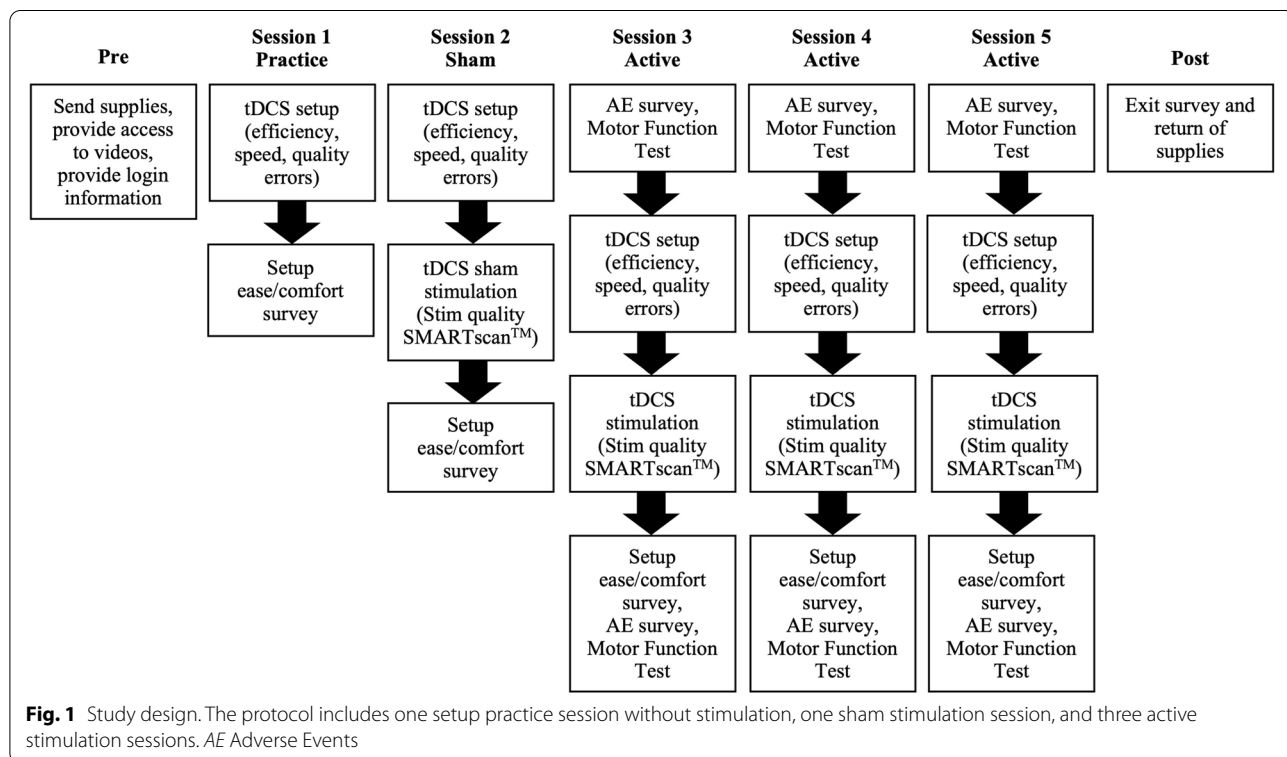 Pre
Send supplies,
provide access
to videos,
provide login
information
Session 1
Practice
tDCS setup
(efficiency,
speed, quality
errors)
Setup
ease/comfort
survey
Session 2
Sham
tDCS setup
(efficiency,
speed, quality
errors)
tDCS sham
stimulation
(Stim quality
SMARTscan™)
Setup
ease/comfort
survey
Session 3
Active
AE survey,
Motor Function
Test
tDCS setup
(efficiency,
speed, quality
errors)
tDCS
stimulation
(Stim quality
SMARTscan™)
Setup
ease/comfort
survey,
AE survey,
Motor Function
Test
Session 4
Active
AE survey,
Motor Function
Test
tDCS setup
(efficiency,
speed, quality
errors)
tDCS
stimulation
(Stim quality
SMARTscan™)
Setup
ease/comfort
survey,
AE survey,
Motor Function
Test
Session 5
Active
AE survey,
Motor Function
Test
tDCS setup
(efficiency,
speed, quality
errors)
tDCS
stimulation
(Stim quality
SMARTscan™)
Setup
ease/comfort
survey,
AE survey,
Motor Function
Test
Post
Exit survey and
return of
supplies
Fig. 1 Study design. The protocol includes one setup practice session without stimulation, one sham stimulation session, and three active
stimulation sessions. AE Adverse Events